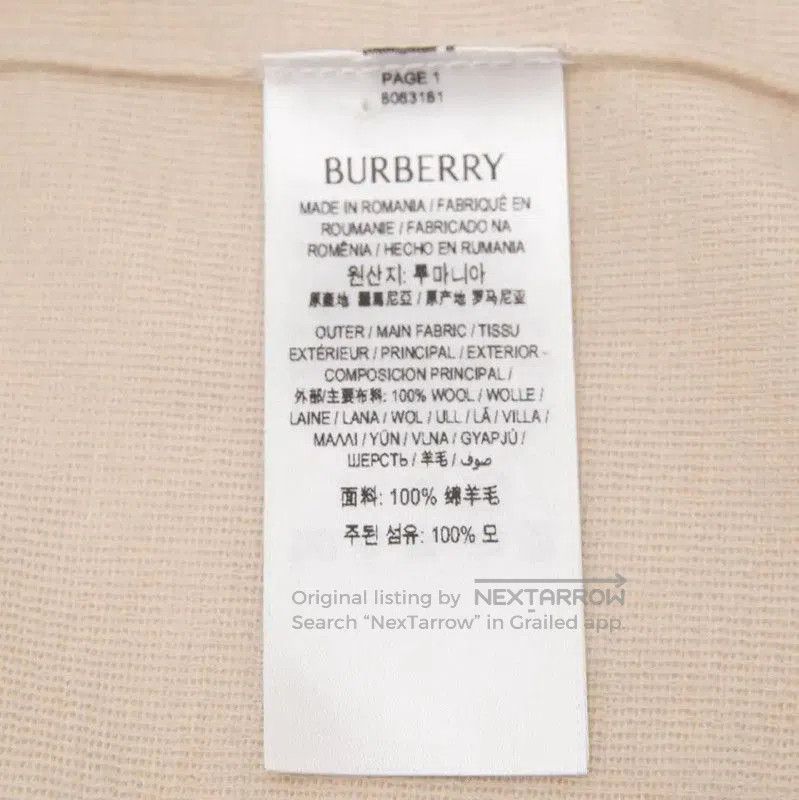 PAGE 1
8083181
BURBERRY
MADE IN ROMANIA / FABRIQUÉ EN
ROUMANIE / FABRICADO NA
ROMÊNIA / HECHO EN RUMANIA
원산지: 루마니아
原產地 羅馬尼亞 / 原产地 罗马尼亚
OUTER / MAIN FABRIC / TISSU
EXTÉRIEUR / PRINCIPAL / EXTERIOR -
COMPOSICION PRINCIPAL /
外部/主要布料: 100% WOOL / WOLLE /
LAINE / LANA / WOL / ULL / LÃ / VILLA /
ΜΑΛΛΙ / YÜN / VLNA / GYAPJÚ /
ШЕРСТЬ / 羊毛 / صوف
面料: 100% 绵羊毛
주된 섬유: 100% 모
Original listing by NEXTARROW
Search “NexTarrow” in Grailed app.